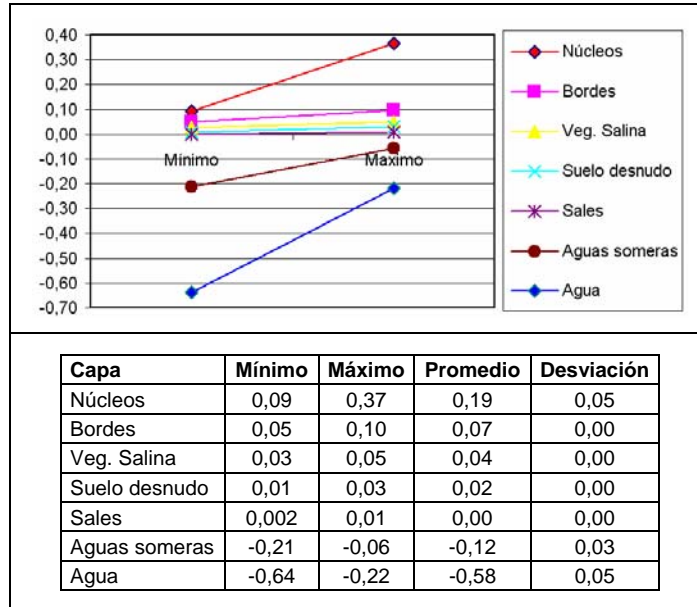 0,40
0,30
0,20
0,10
0,00
-0,10
-0,20
-0,30
-0,40
-0,50
-0,60
-0,70
Mínimo Maximo
Núcleos
Bordes
Veg. Salina
Suelo desnudo
Sales
Aguas someras
Agua
Capa Mínimo Máximo Promedio Desviación
Núcleos 0,09 0,37 0,19 0,05
Bordes 0,05 0,10 0,07 0,00
Veg. Salina 0,03 0,05 0,04 0,00
Suelo desnudo 0,01 0,03 0,02 0,00
Sales 0,002 0,01 0,00 0,00
Aguas someras -0,21 -0,06 -0,12 0,03
Agua -0,64 -0,22 -0,58 0,05